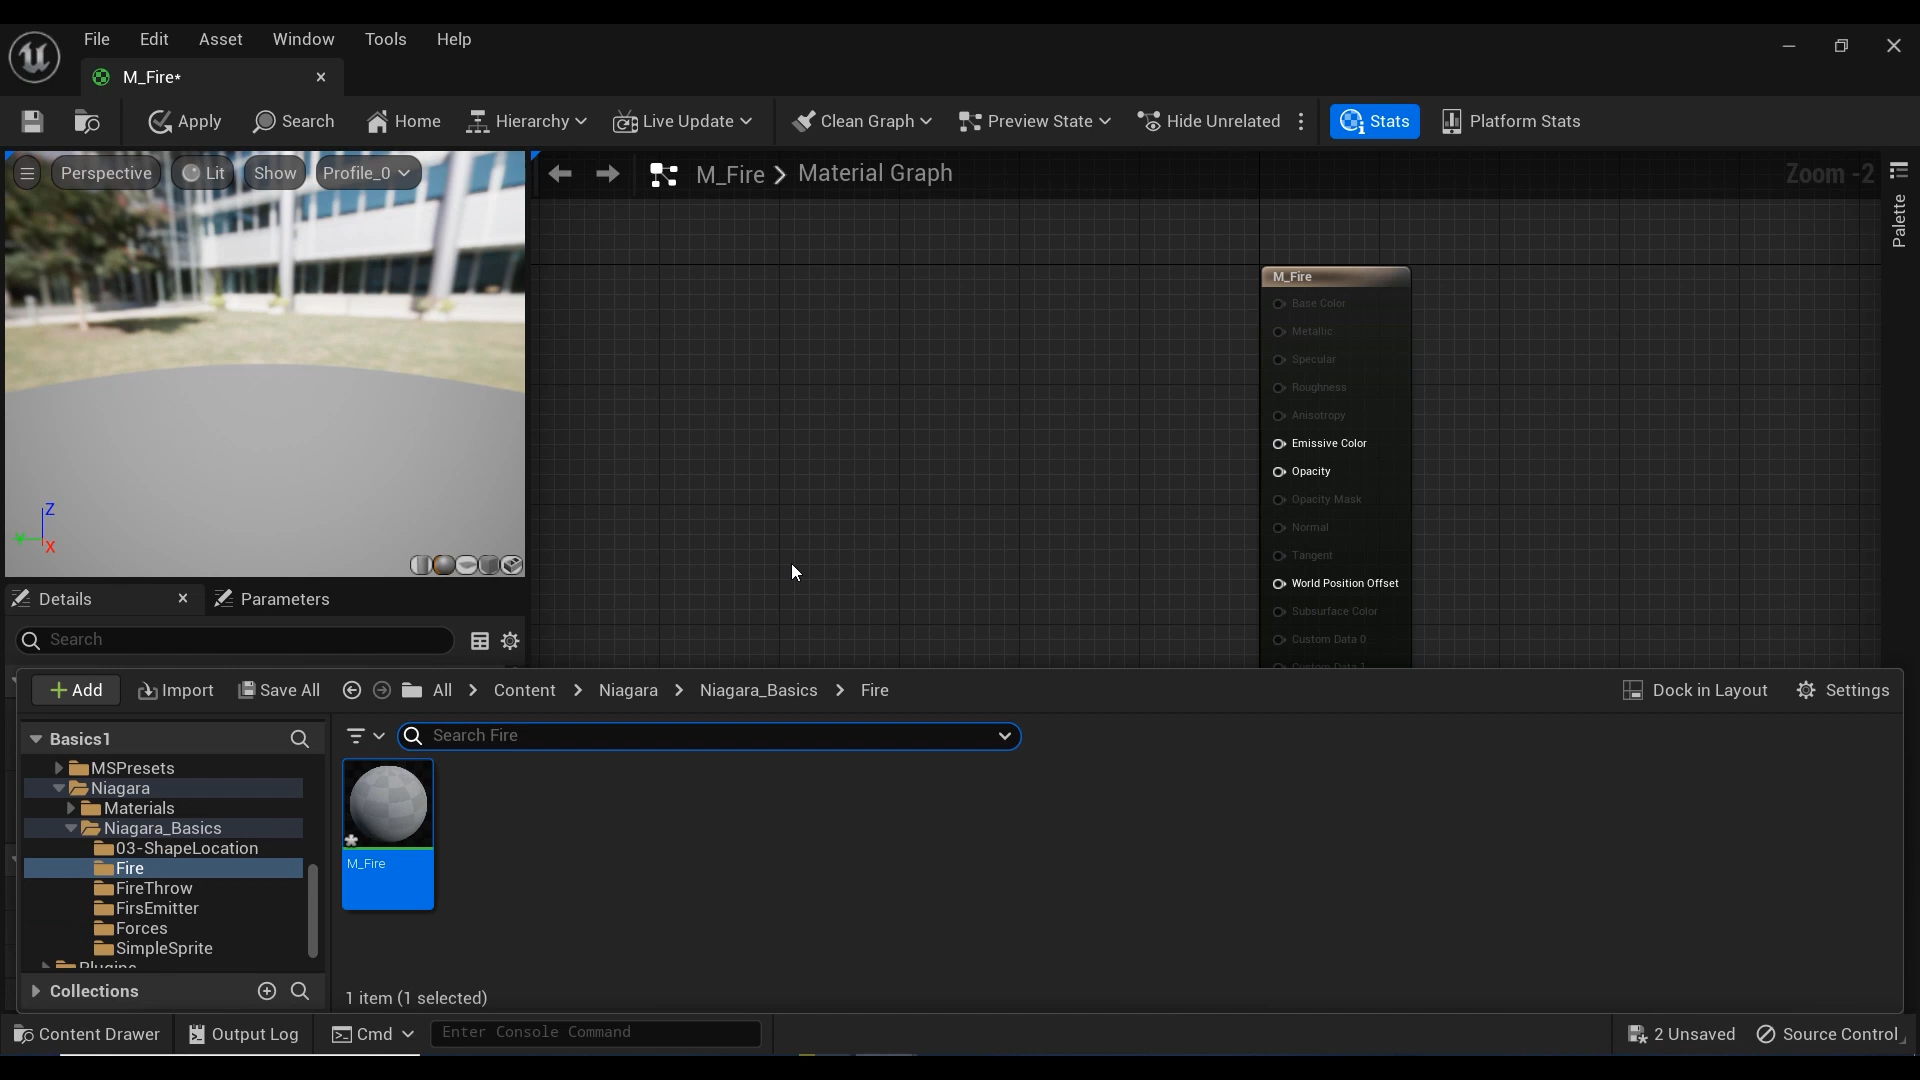 File Edit Asset Window Tools Help
M_Fire*
Apply Search Home Hierarchy Live Update Clean Graph Preview State Hide Unrelated Stats Platform Stats
Perspective Lit Show Profile_0
M_Fire > Material Graph
Zoom -2
Palette
M_Fire
Base Color
Metallic
Specular
Roughness
Anisotropy
Emissive Color
Opacity
Opacity Mask
Normal
Tangent
World Position Offset
Subsurface Color
Custom Data 0
Custom Data 1
Z
Y
X
Details Parameters
Search
+ Add Import Save All All > Content > Niagara > Niagara_Basics > Fire Dock in Layout Settings
Basics1
Search Fire
MSPresets
Niagara
Materials
Niagara_Basics
03-ShapeLocation
Fire
FireThrow
FirsEmitter
Forces
SimpleSprite
Plugins
M_Fire
Collections
1 item (1 selected)
Content Drawer Output Log Cmd Enter Console Command 2 Unsaved Source Control